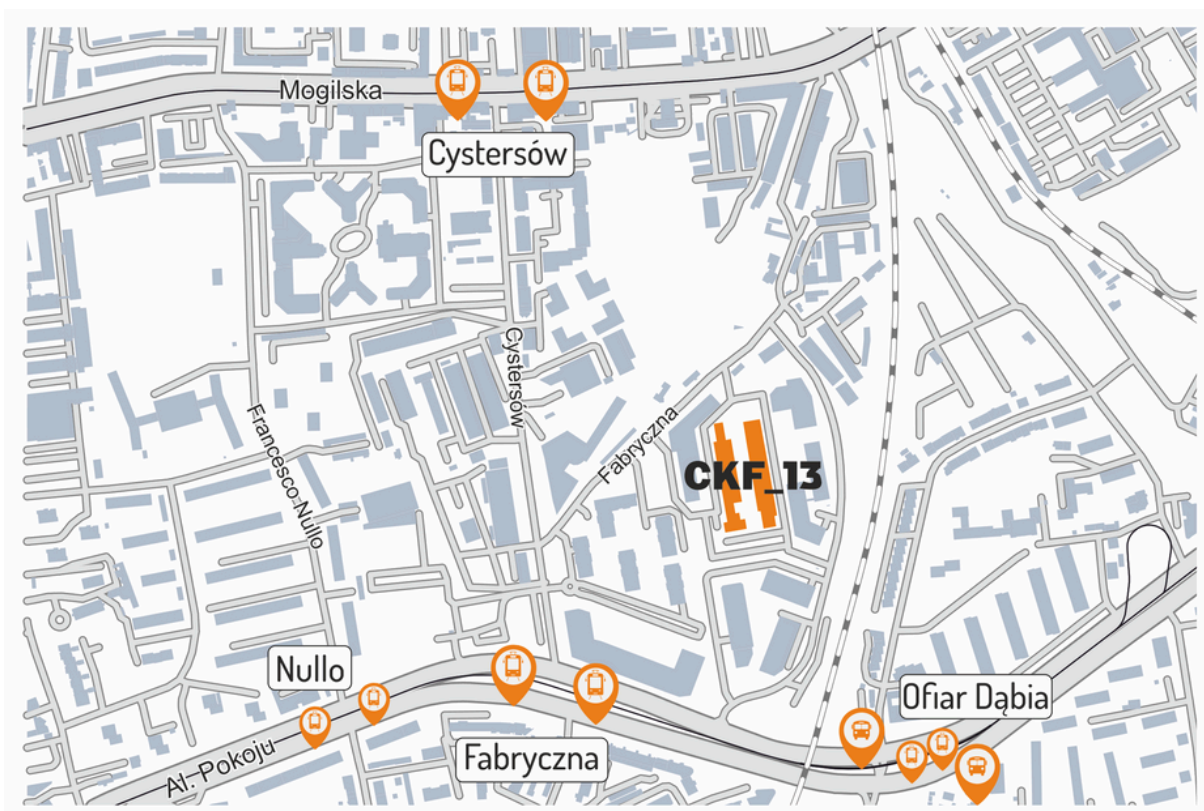 Mogilska
Cystersów
Cystersów
Fabryczna
Francesco Nullo
CKF_13
Nullo
Ofiar Dąbia
Fabryczna
Al. Pokoju